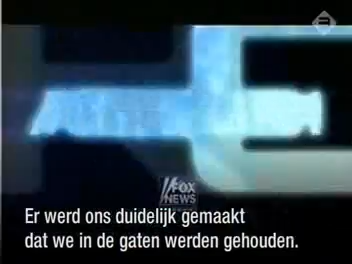 FOX
NEWS
Er werd ons duidelijk gemaakt
dat we in de gaten werden gehouden.